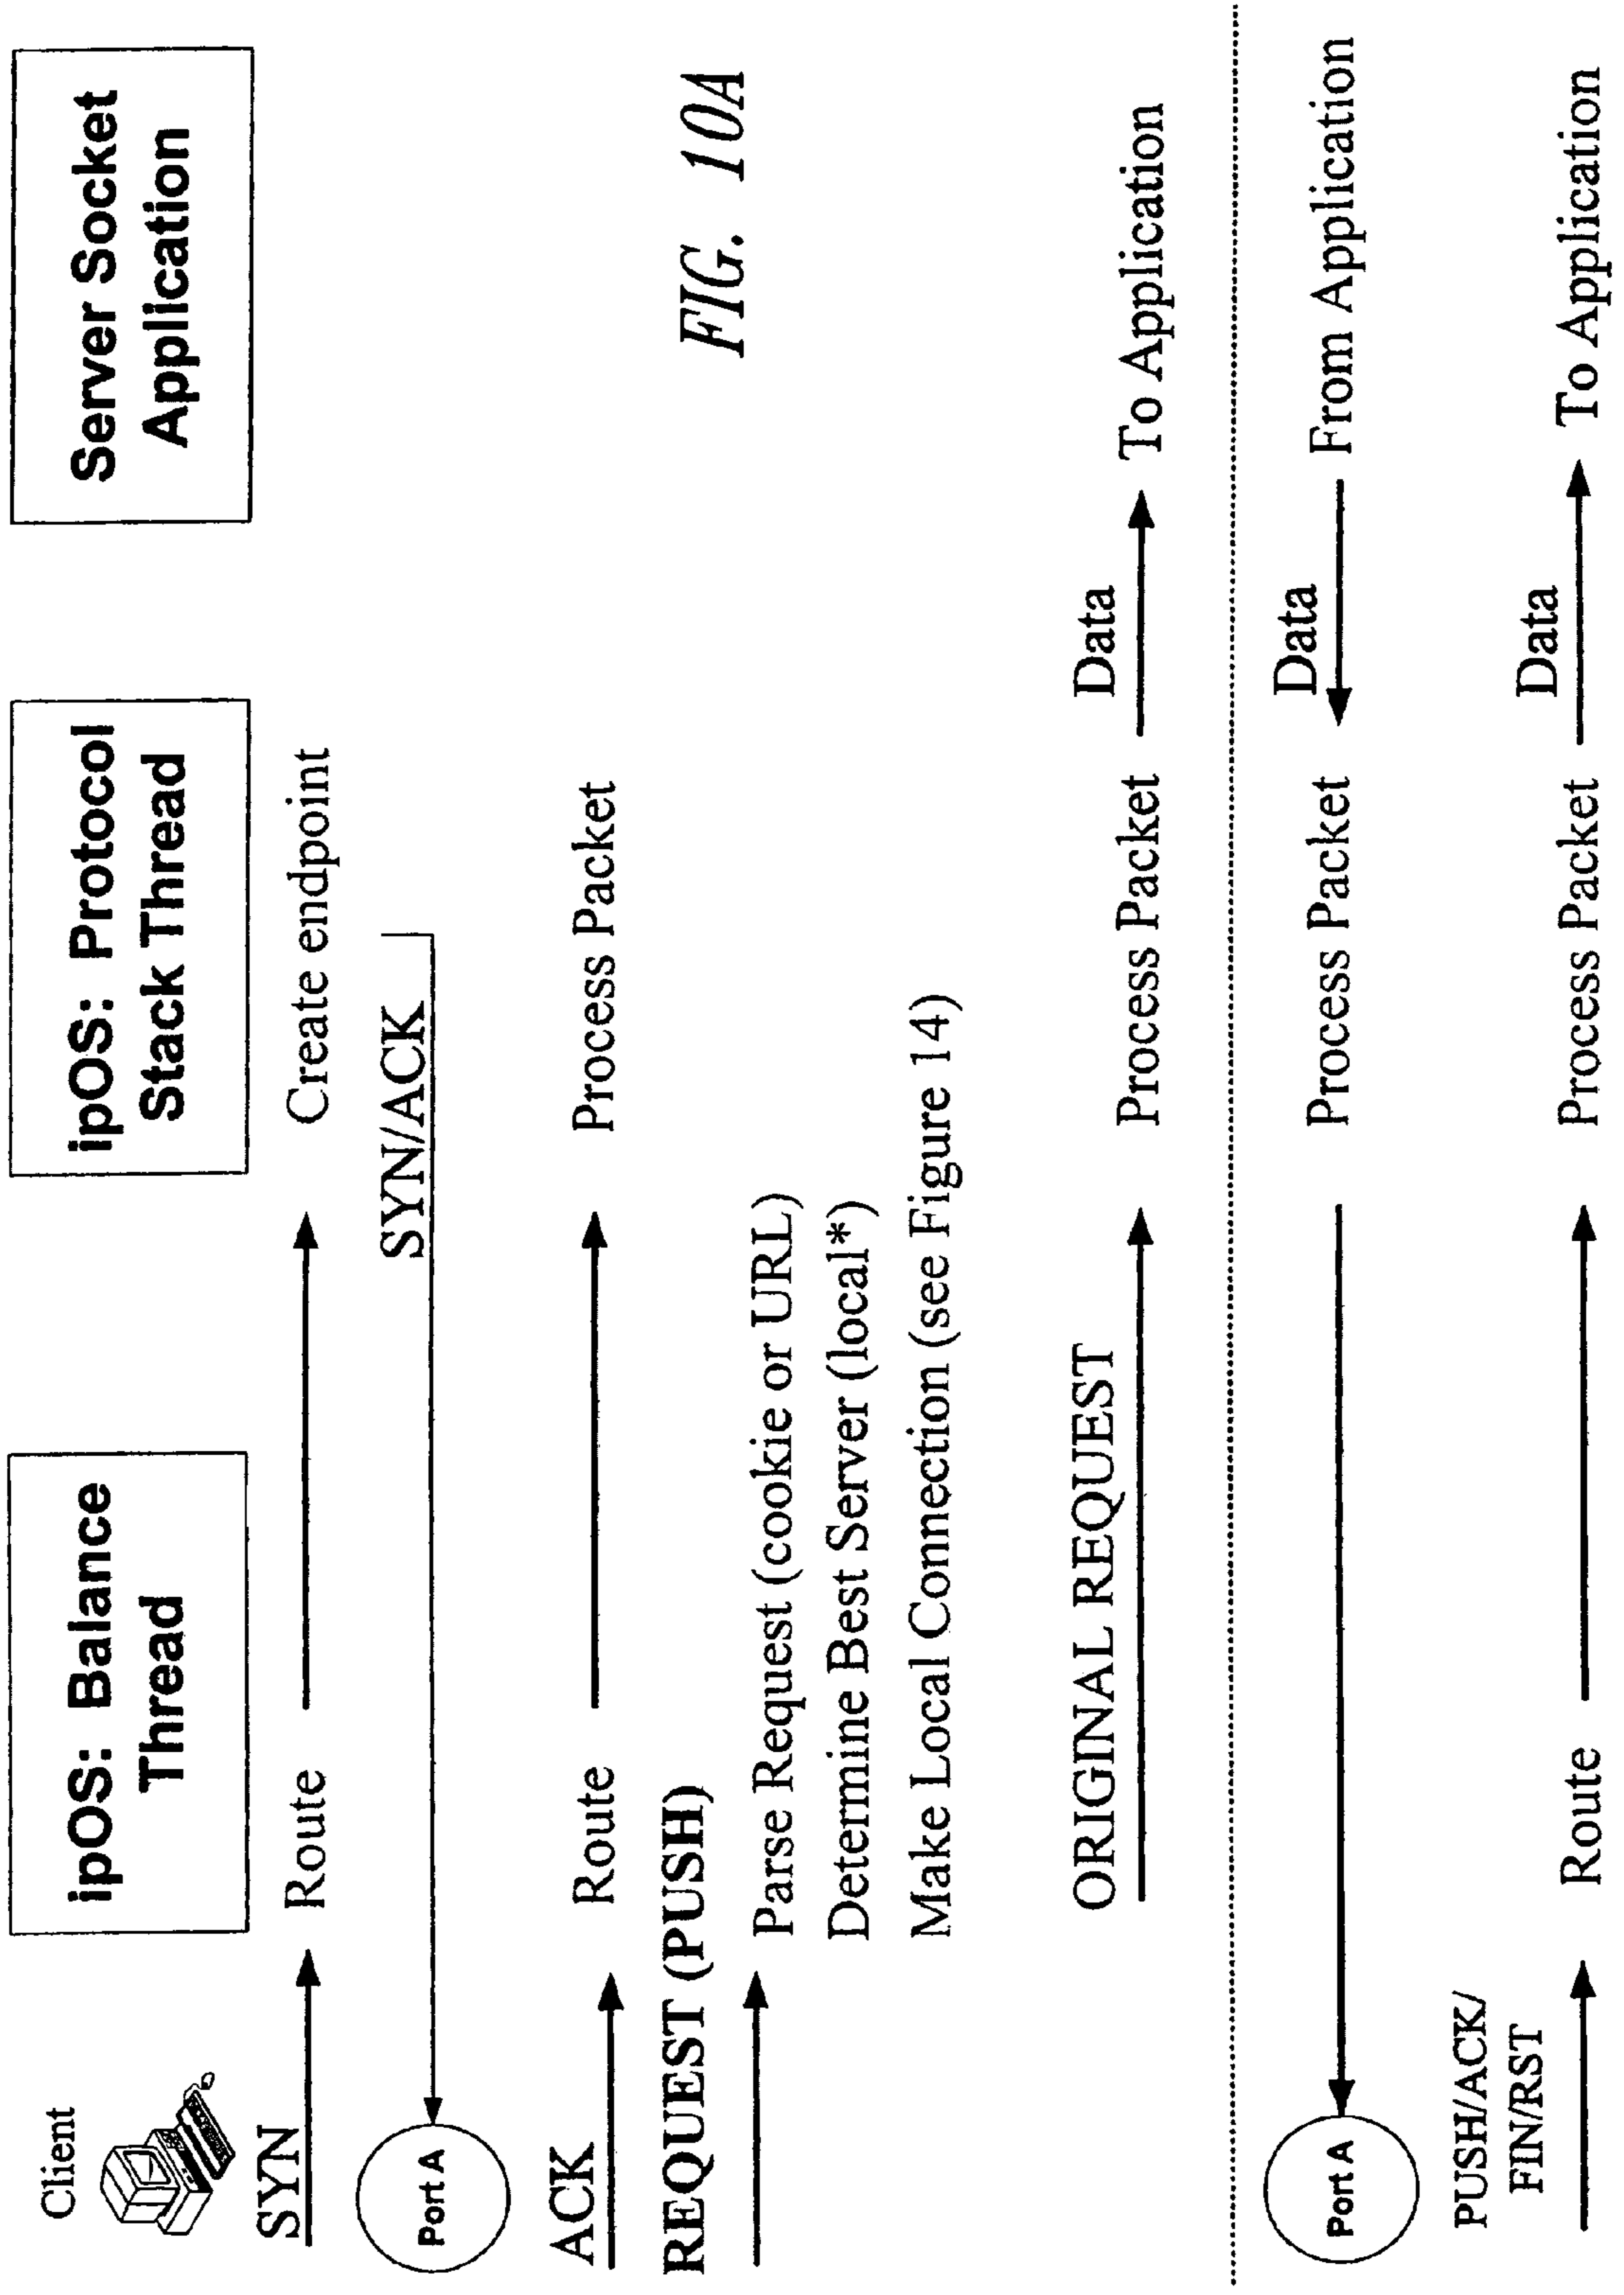 Client
ipOS: Balance
Thread
ipOS: Protocol
Stack Thread
Server Socket
Application
SYN
Route
Create endpoint
SYN/ACK
Port A
ACK
Route
Process Packet
REQUEST (PUSH)
Parse Request (cookie or URL)
Determine Best Server (local*)
Make Local Connection (see Figure 14)
FIG. 10A
ORIGINAL REQUEST
Process Packet
Data
To Application
Port A
Process Packet
Data
From Application
PUSH/ACK/
FIN/RST
Route
Process Packet
Data
To Application